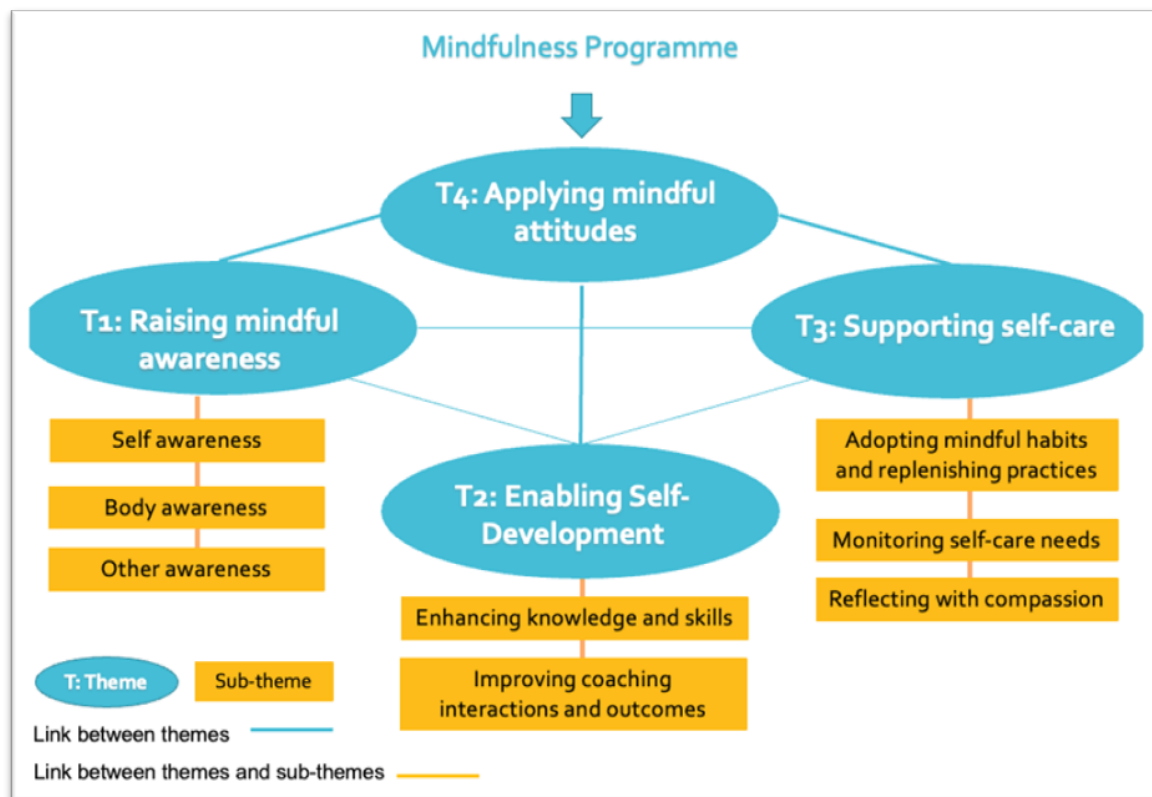 Mindfulness Programme
T4: Applying mindful
attitudes
T1: Raising mindful
awareness
T3: Supporting self-care
Self awareness
Body awareness
Other awareness
T2: Enabling Self-
Development
Enhancing knowledge and skills
Improving coaching
interactions and outcomes
Adopting mindful habits
and replenishing practices
Monitoring self-care needs
Reflecting with compassion
T: Theme
Sub-theme
Link between themes
Link between themes and sub-themes